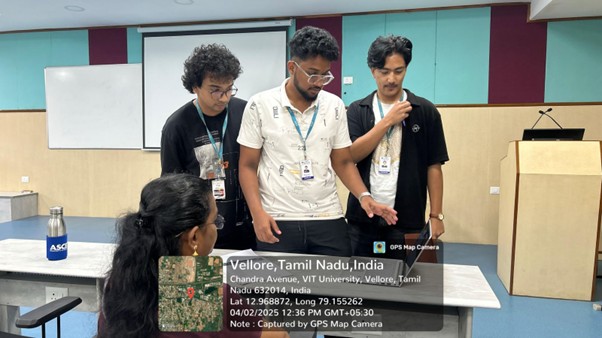 ASCI
GPS Map Camera
Vellore,Tamil Nadu,India
Chandra Avenue, VIT University, Vellore, Tamil
Nadu 632014, India
Lat 12.968872, Long 79.155262
04/02/2025 12:36 PM GMT+05:30
Note : Captured by GPS Map Camera